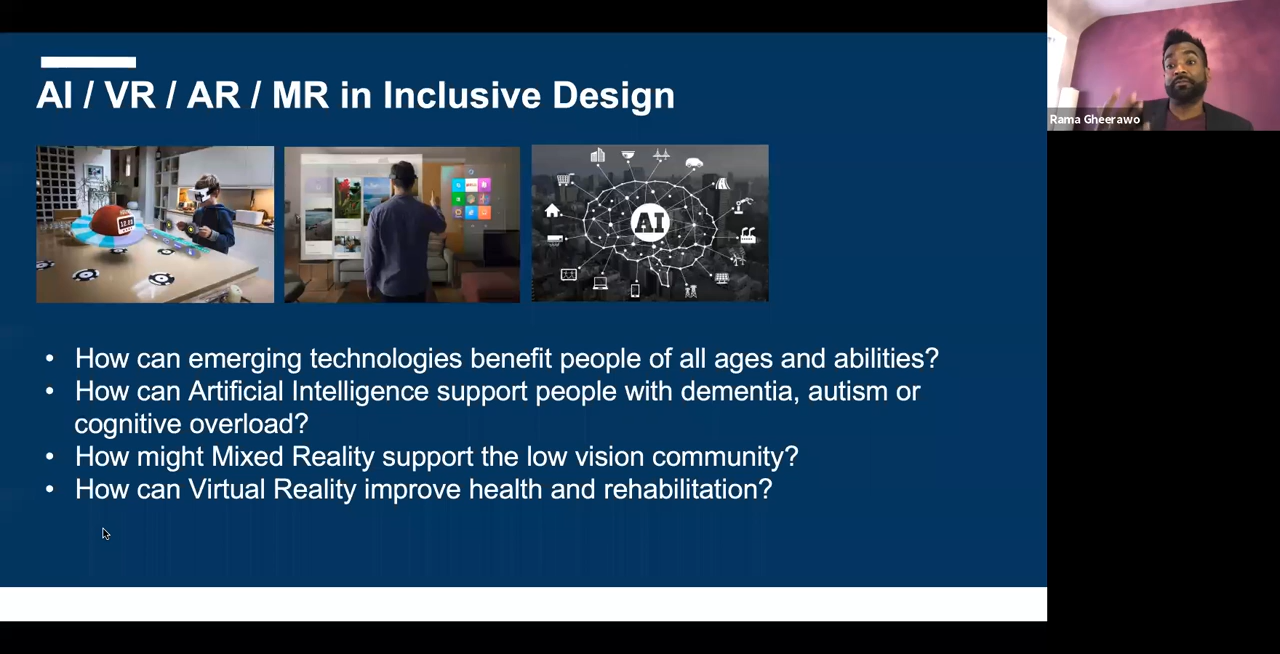 AI / VR / AR / MR in Inclusive Design
AI
• How can emerging technologies benefit people of all ages and abilities?
• How can Artificial Intelligence support people with dementia, autism or
cognitive overload?
• How might Mixed Reality support the low vision community?
• How can Virtual Reality improve health and rehabilitation?
Rama Gheerawo